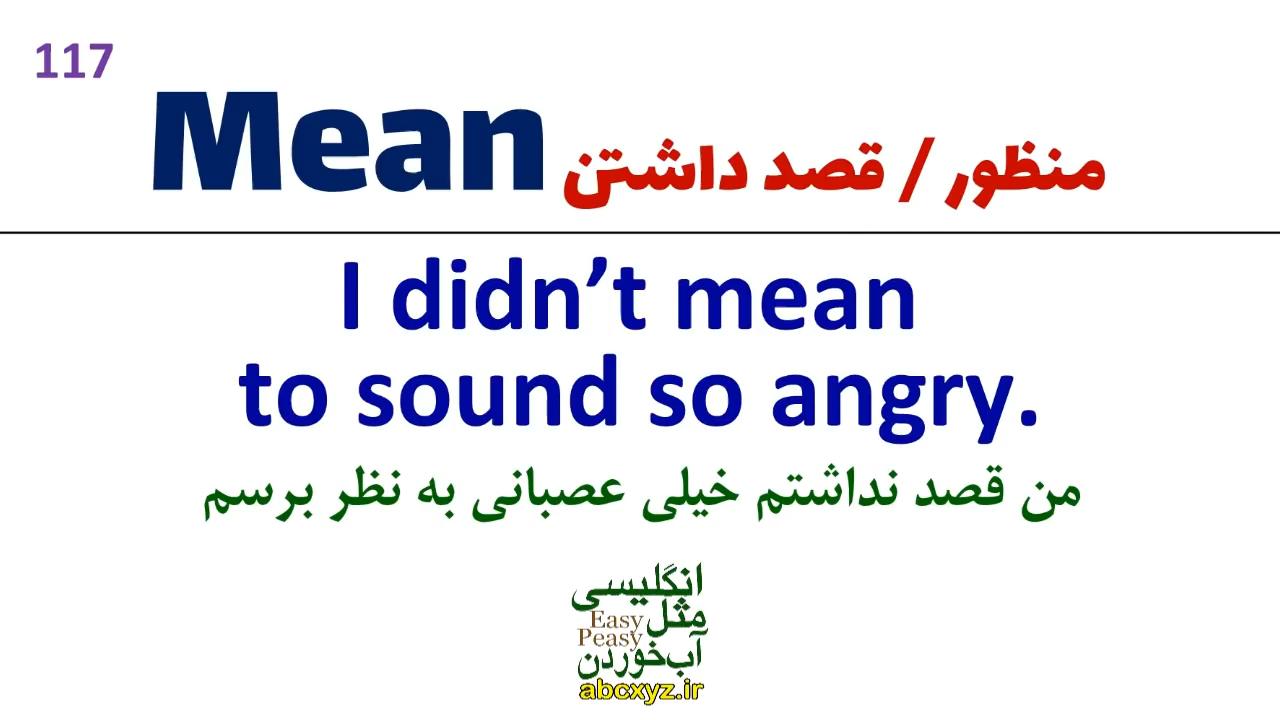 117
Mean منظور / قصد داشتن
I didn’t mean
to sound so angry.
من قصد نداشتم خیلی عصبانی به نظر برسم
انگلیسی
مثل
Easy
Peasy
آب‌خوردن
abcxyz.ir